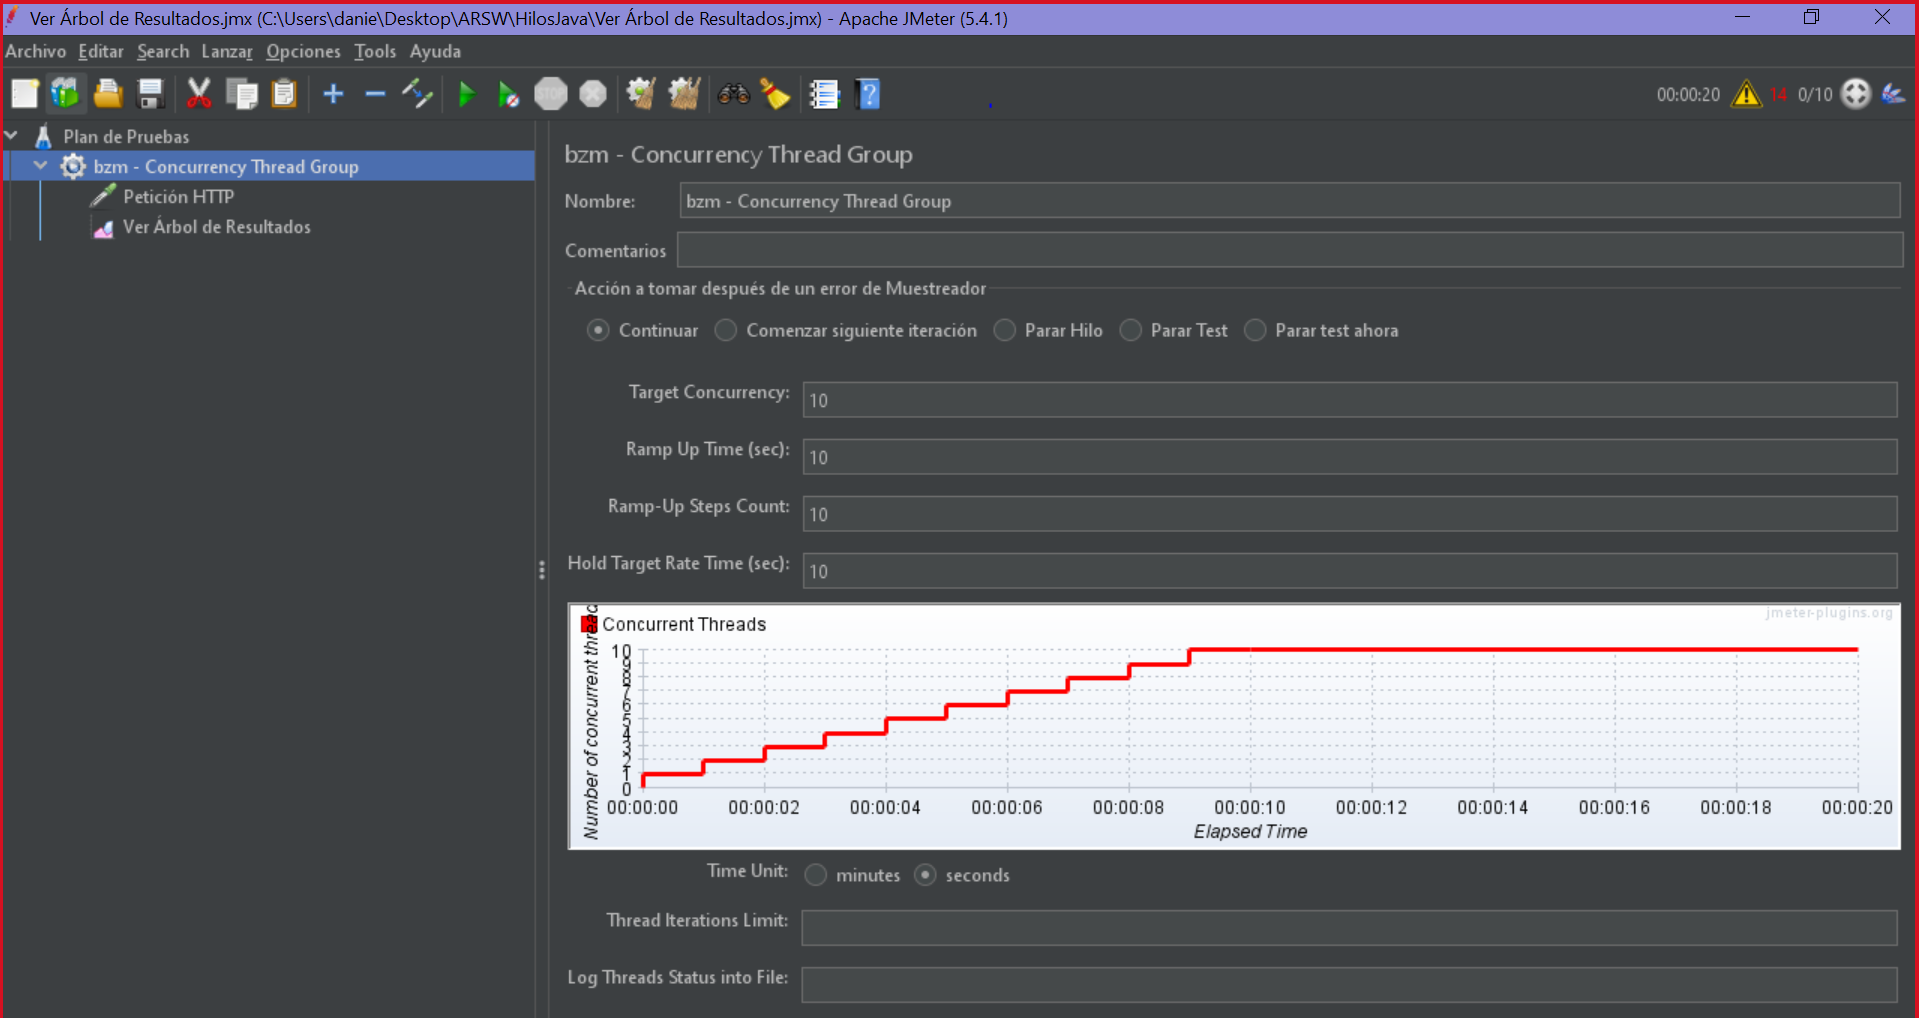 Ver Árbol de Resultados.jmx (C:\Users\danie\Desktop\ARSW\HilosJava\Ver Árbol de Resultados.jmx) - Apache JMeter (5.4.1)
Archivo Editar Search Lanzar Opciones Tools Ayuda
STOP
?
00:00:20 14 0/10
Plan de Pruebas
bzm - Concurrency Thread Group
Petición HTTP
Ver Árbol de Resultados
bzm - Concurrency Thread Group
Nombre: bzm - Concurrency Thread Group
Comentarios
Acción a tomar después de un error de Muestreador
Continuar Comenzar siguiente iteración Parar Hilo Parar Test Parar test ahora
Target Concurrency: 10
Ramp Up Time (sec): 10
Ramp-Up Steps Count: 10
Hold Target Rate Time (sec): 10
jmeter-plugins.org
Concurrent Threads
Number of concurrent thread
10
9
8
7
6
5
4
3
2
1
0
00:00:00 00:00:02 00:00:04 00:00:06 00:00:08 00:00:10 00:00:12 00:00:14 00:00:16 00:00:18 00:00:20
Elapsed Time
Time Unit: minutes seconds
Thread Iterations Limit:
Log Threads Status into File: